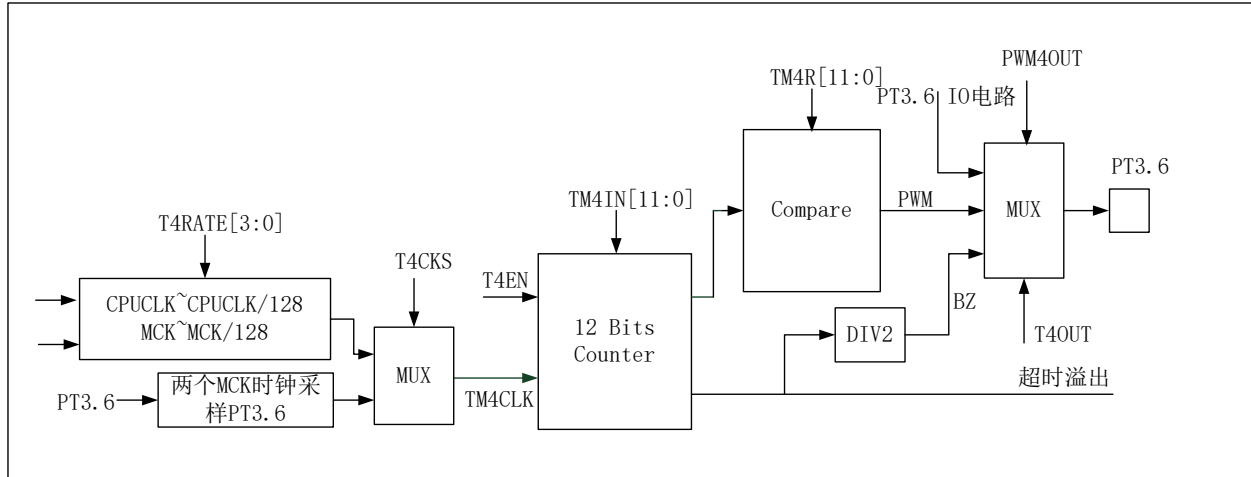 PWM4OUT
TM4R[11:0]
PT3.6 IO电路
PT3.6
TM4IN[11:0]
Compare
PWM
MUX
T4RATE[3:0]
T4CKS
T4EN
CPUCLK~CPUCLK/128
MCK~MCK/128
12 Bits
Counter
BZ
DIV2
T4OUT
MUX
TM4CLK
超时溢出
PT3.6
两个MCK时钟采
样PT3.6